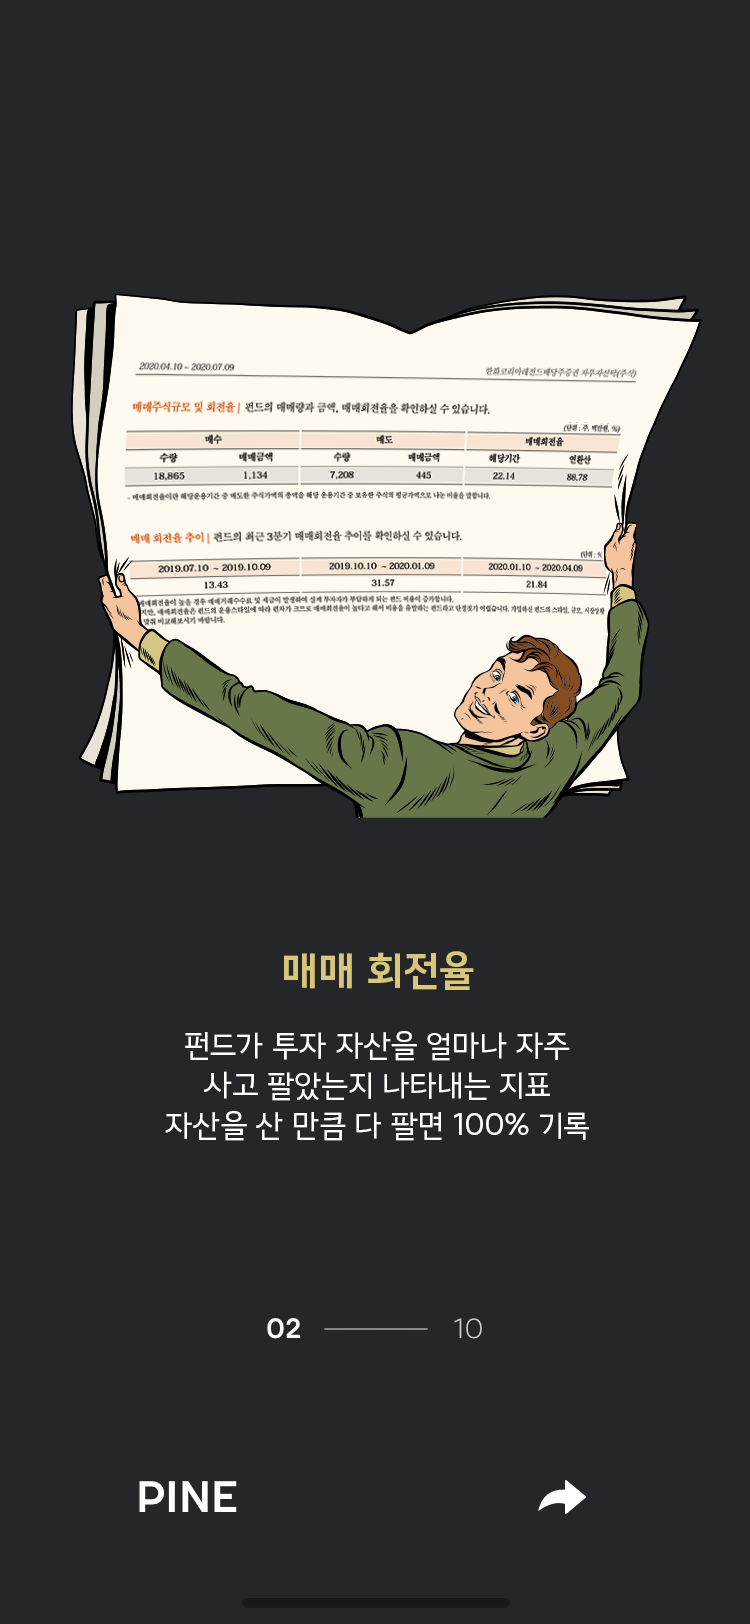 2020.04.10 ~ 2020.07.09
한화코리아레전드배당주증권 자투자신탁(주식)
매매주식규모 및 회전율 | 펀드의 매매량과 금액, 매매회전율을 확인하실 수 있습니다.
(단위 : 주, 백만원, %)
매수 매도 매매회전율
수량 매매금액 수량 매매금액 해당기간 연환산
18,865 1,134 7,208 445 22.14 88.78
- 매매회전율이란 해당운용기간 중 매도한 주식가액의 총액을 해당 운용기간 중 보유한 주식의 평균가액으로 나눈 비율을 말합니다.
매매 회전율 추이 | 펀드의 최근 3분기 매매회전율 추이를 확인하실 수 있습니다.
(단위 : %
2019.07.10 ~ 2019.10.09 2019.10.10 ~ 2020.01.09 2020.01.10 ~ 2020.04.09
13.43 31.57 21.84
매매회전율이 높을 경우 매매거래수수료 및 세금이 발생하여 실제 투자자가 부담하게 되는 펀드 비용이 증가합니다.
지만, 매매회전율은 펀드의 운용스타일에 따라 편차가 크므로 매매회전율이 높다고 해서 비용을 유발하는 펀드라고 단정짓기 어렵습니다. 가입하신 펀드의 스타일, 규모, 시장상황
맞춰 비교해보시기 바랍니다.
매매 회전율
펀드가 투자 자산을 얼마나 자주
사고 팔았는지 나타내는 지표
자산을 산 만큼 다 팔면 100% 기록
02 10
PINE